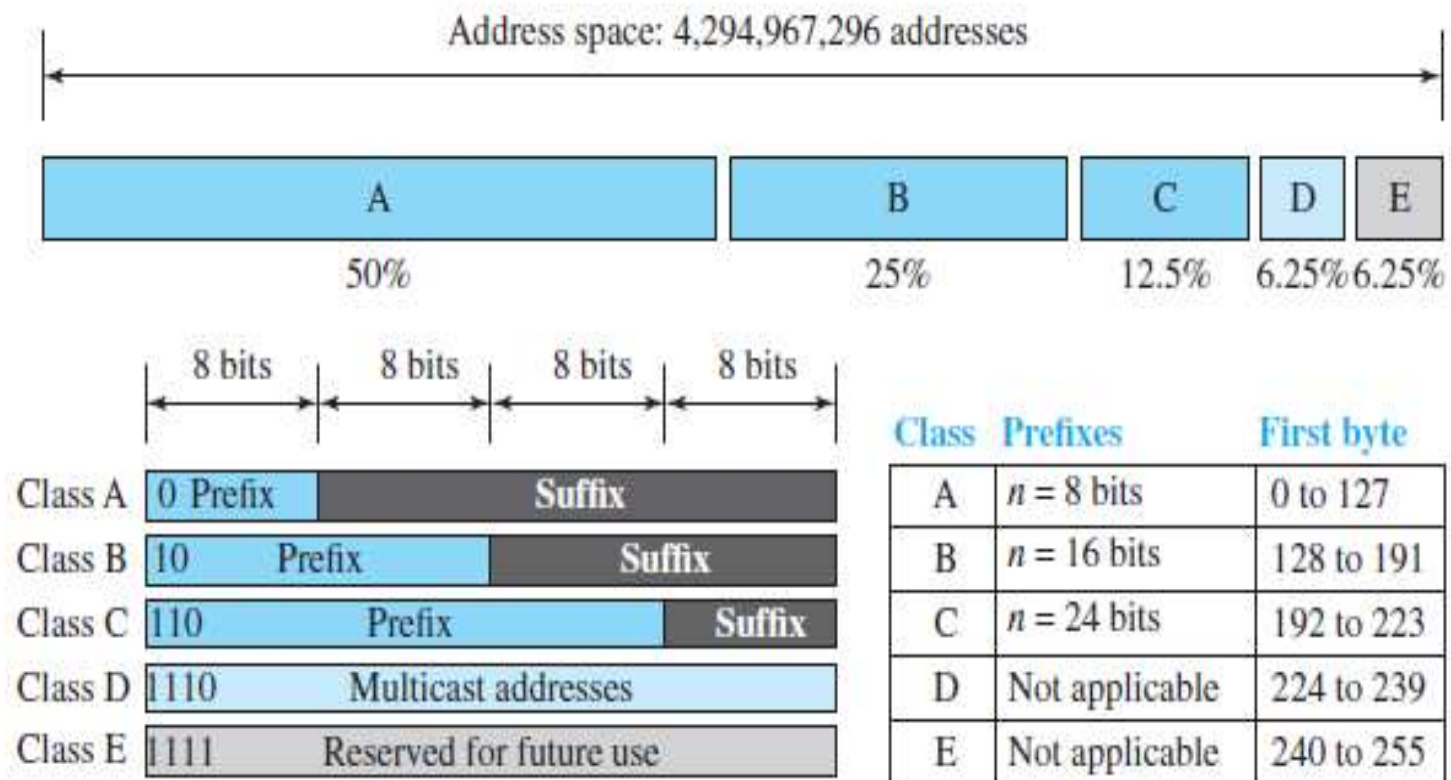 Address space: 4,294,967,296 addresses
A B C D E
50% 25% 12.5% 6.25% 6.25%
8 bits 8 bits 8 bits 8 bits
Class A 0 Prefix Suffix
Class B 10 Prefix Suffix
Class C 110 Prefix Suffix
Class D 1110 Multicast addresses
Class E 1111 Reserved for future use
Class Prefixes First byte
A n = 8 bits 0 to 127
B n = 16 bits 128 to 191
C n = 24 bits 192 to 223
D Not applicable 224 to 239
E Not applicable 240 to 255